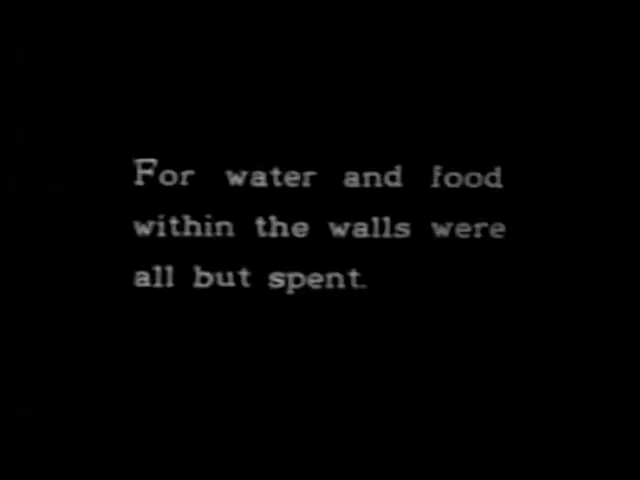 For water and food
within the walls were
all but spent.